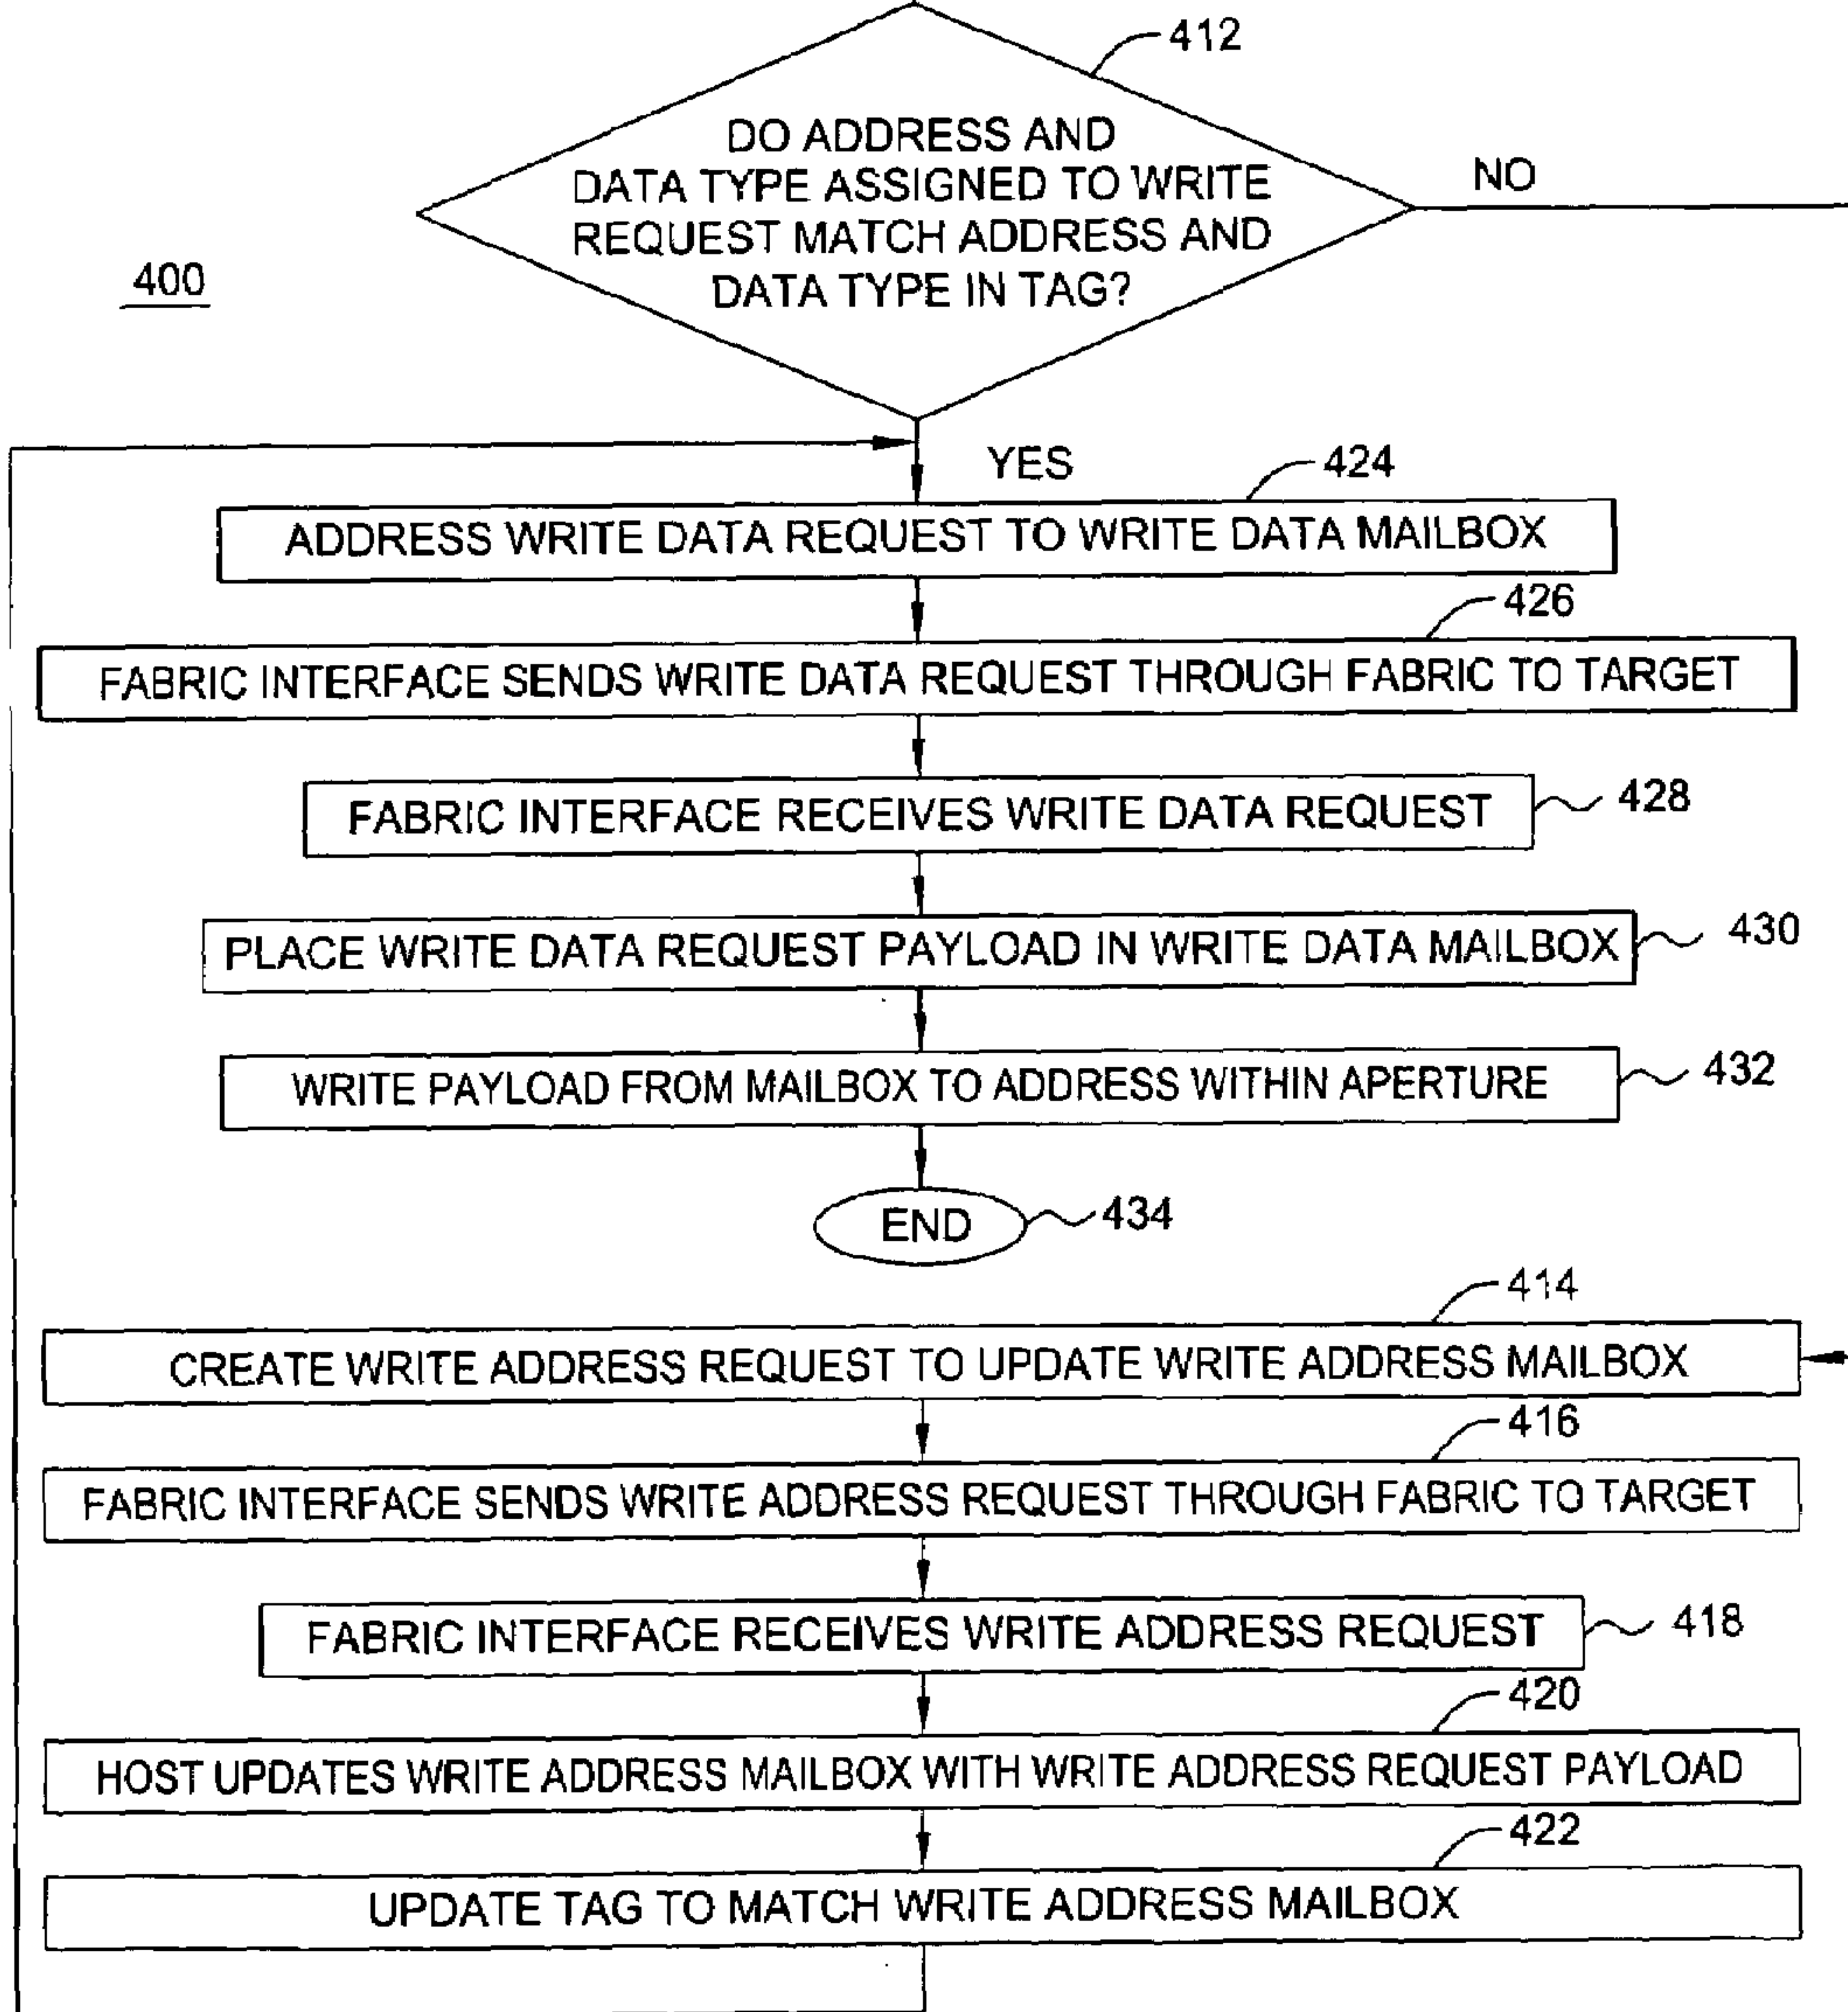 412
DO ADDRESS AND
DATA TYPE ASSIGNED TO WRITE
REQUEST MATCH ADDRESS AND
DATA TYPE IN TAG?
NO
400
YES
424
ADDRESS WRITE DATA REQUEST TO WRITE DATA MAILBOX
426
FABRIC INTERFACE SENDS WRITE DATA REQUEST THROUGH FABRIC TO TARGET
FABRIC INTERFACE RECEIVES WRITE DATA REQUEST
428
PLACE WRITE DATA REQUEST PAYLOAD IN WRITE DATA MAILBOX
430
WRITE PAYLOAD FROM MAILBOX TO ADDRESS WITHIN APERTURE
432
END
434
414
CREATE WRITE ADDRESS REQUEST TO UPDATE WRITE ADDRESS MAILBOX
416
FABRIC INTERFACE SENDS WRITE ADDRESS REQUEST THROUGH FABRIC TO TARGET
FABRIC INTERFACE RECEIVES WRITE ADDRESS REQUEST
418
420
HOST UPDATES WRITE ADDRESS MAILBOX WITH WRITE ADDRESS REQUEST PAYLOAD
422
UPDATE TAG TO MATCH WRITE ADDRESS MAILBOX